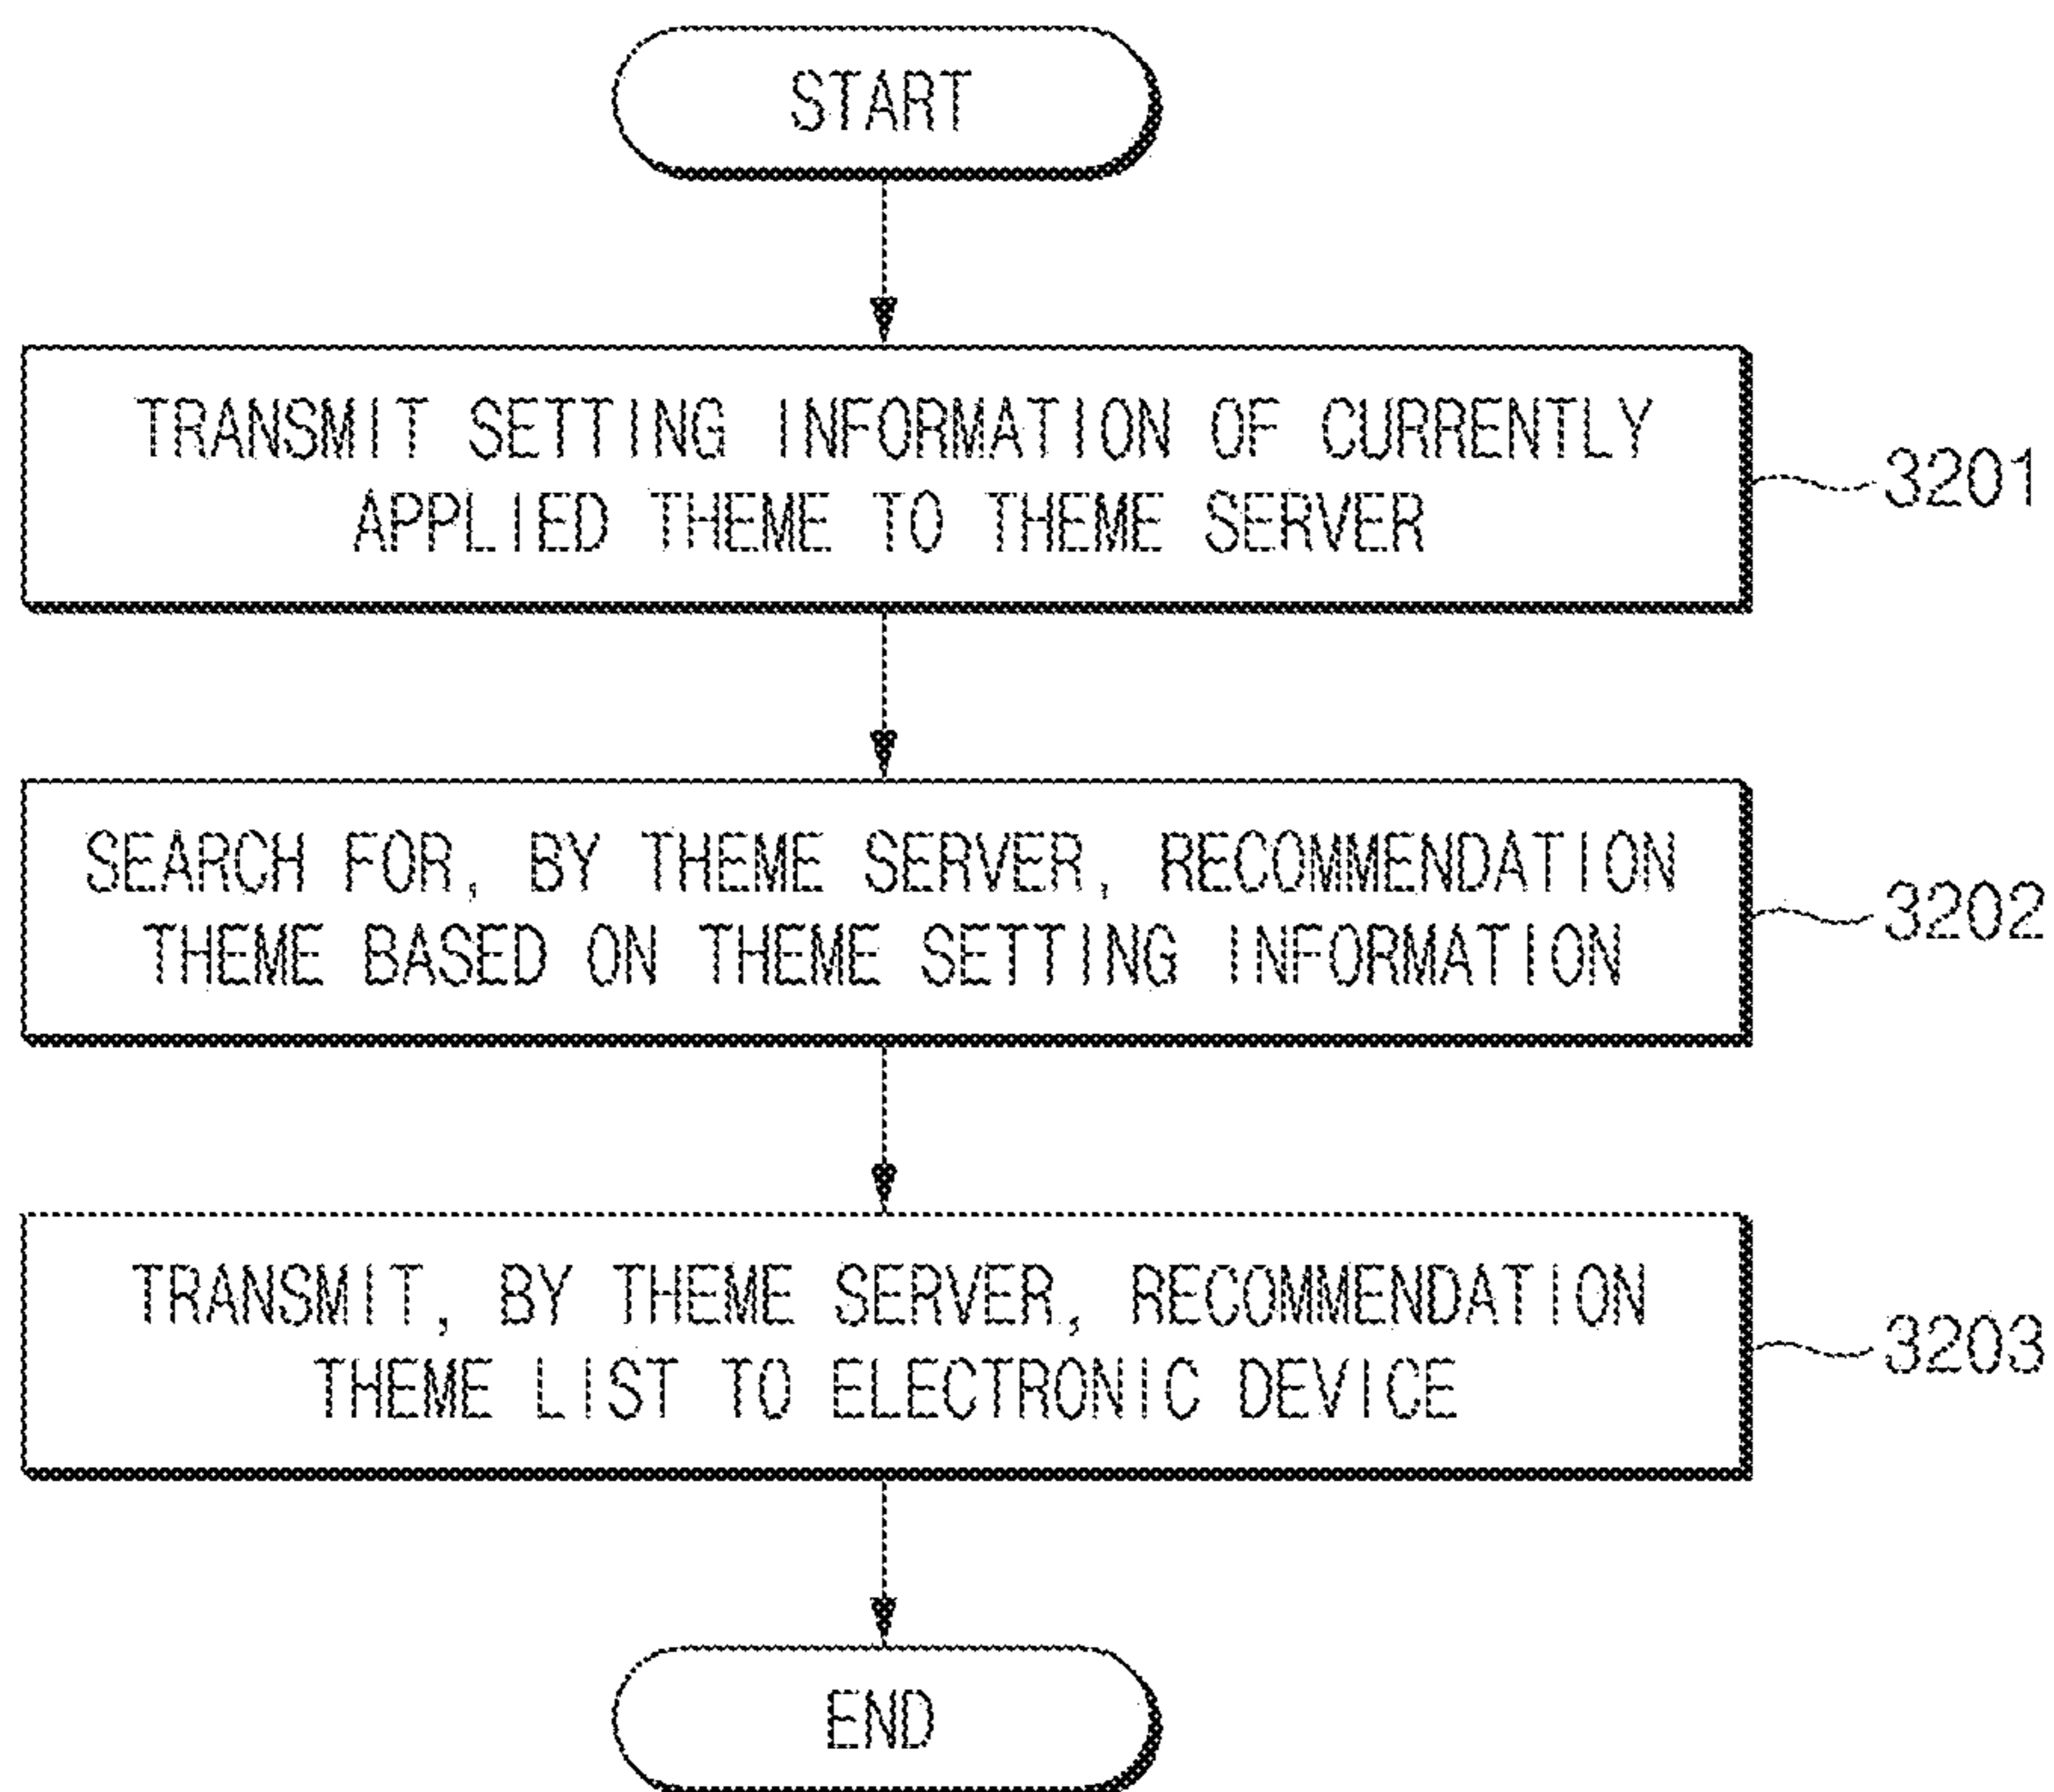 START
TRANSMIT SETTING INFORMATION OF CURRENTLY
APPLIED THEME TO THEME SERVER
3201
SEARCH FOR, BY THEME SERVER, RECOMMENDATION
THEME BASED ON THEME SETTING INFORMATION
3202
TRANSMIT, BY THEME SERVER, RECOMMENDATION
THEME LIST TO ELECTRONIC DEVICE
3203
END